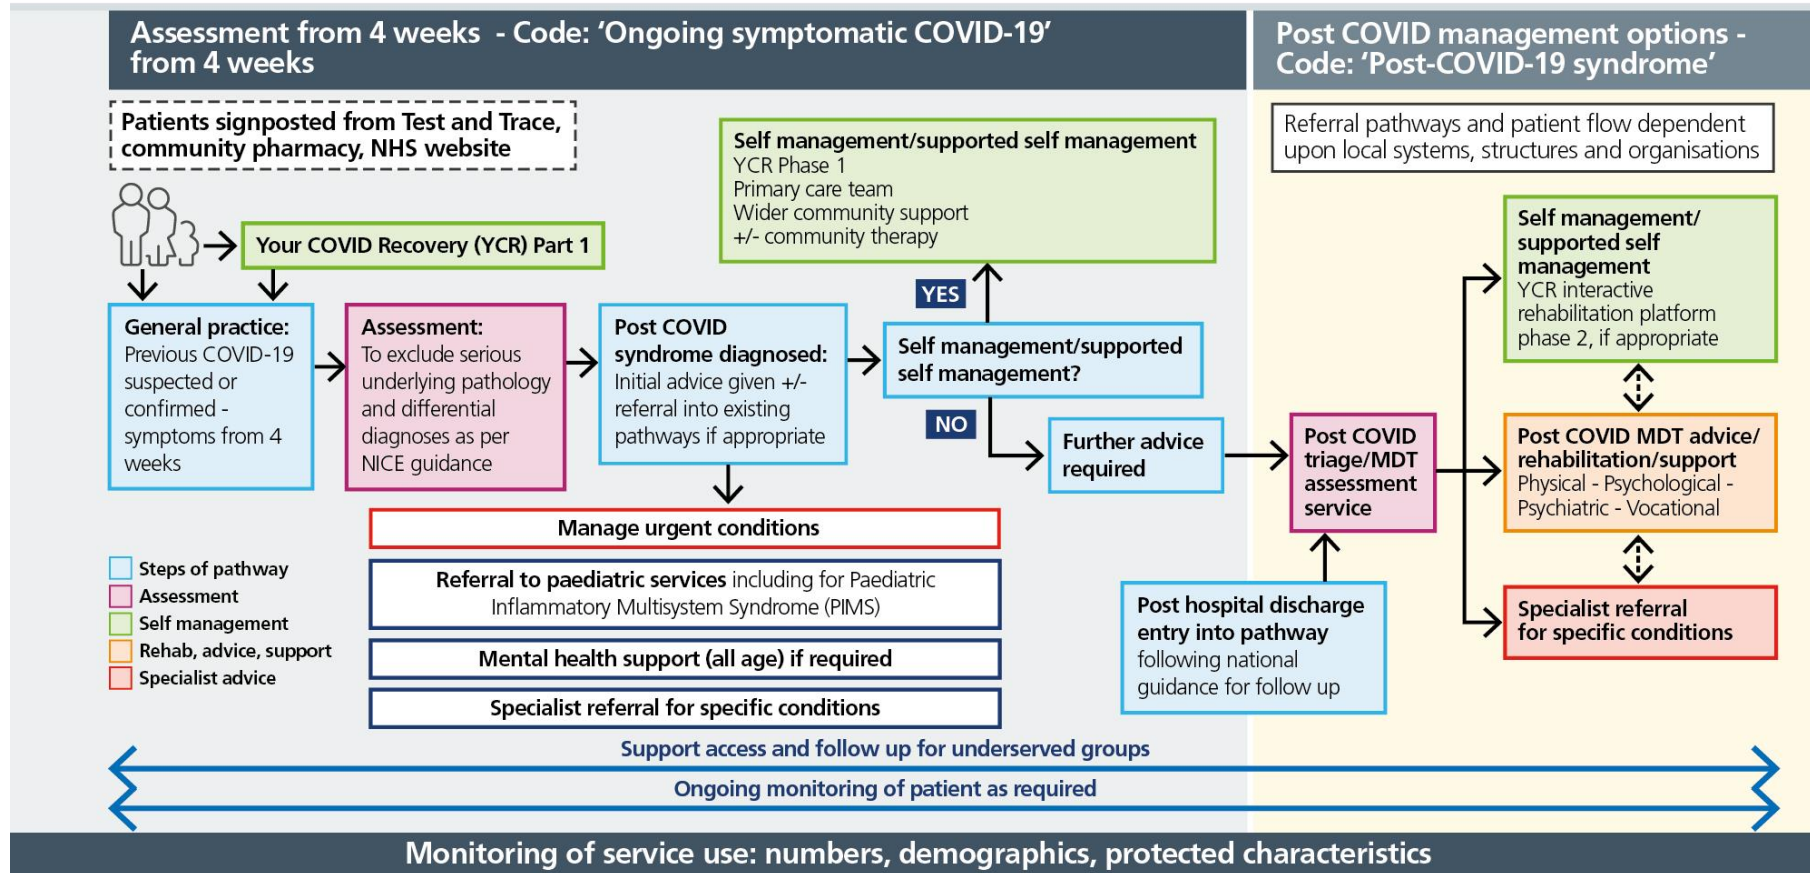 Assessment from 4 weeks - Code: ‘Ongoing symptomatic COVID-19’
from 4 weeks
Post COVID management options -
Code: ‘Post-COVID-19 syndrome’
Patients signposted from Test and Trace,
community pharmacy, NHS website
Your COVID Recovery (YCR) Part 1
General practice:
Previous COVID-19
suspected or
confirmed -
symptoms from 4
weeks
Assessment:
To exclude serious
underlying pathology
and differential
diagnoses as per
NICE guidance
Post COVID
syndrome diagnosed:
Initial advice given +/-
referral into existing
pathways if appropriate
Self management/supported self management
YCR Phase 1
Primary care team
Wider community support
+/- community therapy
YES
Self management/supported
self management?
NO
Further advice
required
Manage urgent conditions
Referral to paediatric services including for Paediatric
Inflammatory Multisystem Syndrome (PIMS)
Mental health support (all age) if required
Specialist referral for specific conditions
Steps of pathway
Assessment
Self management
Rehab, advice, support
Specialist advice
Referral pathways and patient flow dependent
upon local systems, structures and organisations
Post COVID
triage/MDT
assessment
service
Post hospital discharge
entry into pathway
following national
guidance for follow up
Self management/
supported self
management
YCR interactive
rehabilitation platform
phase 2, if appropriate
Post COVID MDT advice/
rehabilitation/support
Physical - Psychological -
Psychiatric - Vocational
Specialist referral
for specific conditions
Support access and follow up for underserved groups
Ongoing monitoring of patient as required
Monitoring of service use: numbers, demographics, protected characteristics